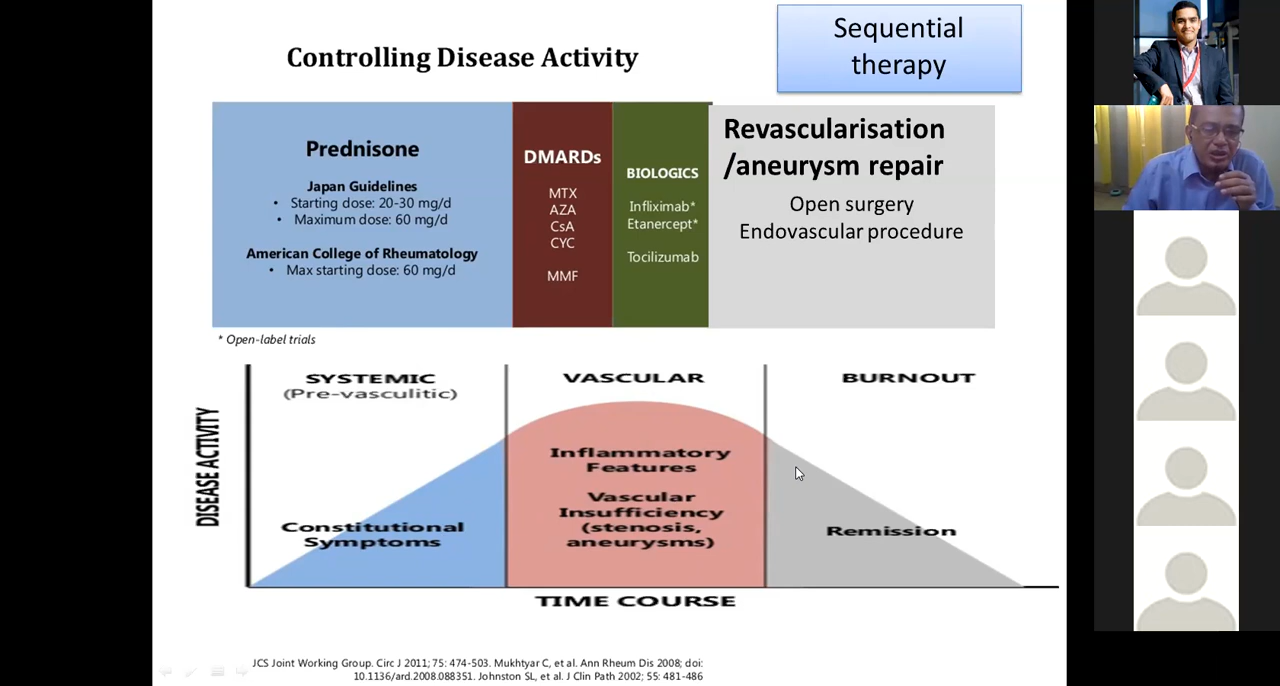 Sequential
therapy
Controlling Disease Activity
Prednisone
Japan Guidelines
• Starting dose: 20-30 mg/d
• Maximum dose: 60 mg/d
American College of Rheumatology
• Max starting dose: 60 mg/d
DMARDs
MTX
AZA
CsA
CYC
MMF
BIOLOGICS
Infliximab*
Etanercept*
Tocilizumab
Revascularisation
/aneurysm repair
Open surgery
Endovascular procedure
* Open-label trials
DISEASE ACTIVITY
SYSTEMIC
(Pre-vasculitic)
Constitutional
Symptoms
VASCULAR
Inflammatory
Features
Vascular
Insufficiency
(stenosis,
aneurysms)
BURNOUT
Remission
TIME COURSE
JCS Joint Working Group. Circ J 2011; 75: 474-503. Mukhtyar C, et al. Ann Rheum Dis 2008; doi:
10.1136/ard.2008.088351. Johnston SL, et al. J Clin Path 2002; 55: 481-486